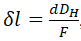 δl = dD_H / F,